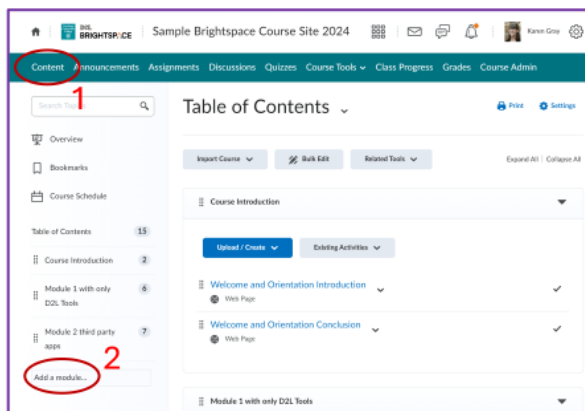 BRIGHTSPACE
Sample Brightspace Course Site 2024
Karen Gray
Content Announcements Assignments Discussions Quizzes Course Tools Class Progress Grades Course Admin
1
Search Topics
Table of Contents
Print Settings
Overview
Bookmarks
Course Schedule
Import Course Bulk Edit Related Tools Expand All | Collapse All
Table of Contents 15
Course Introduction 2
Module 1 with only
D2L Tools
6
Module 2 third party
apps
7
2
Add a module...
Course Introduction
Upload / Create Existing Activities
Welcome and Orientation Introduction
Web Page
Welcome and Orientation Conclusion
Web Page
Module 1 with only D2L Tools